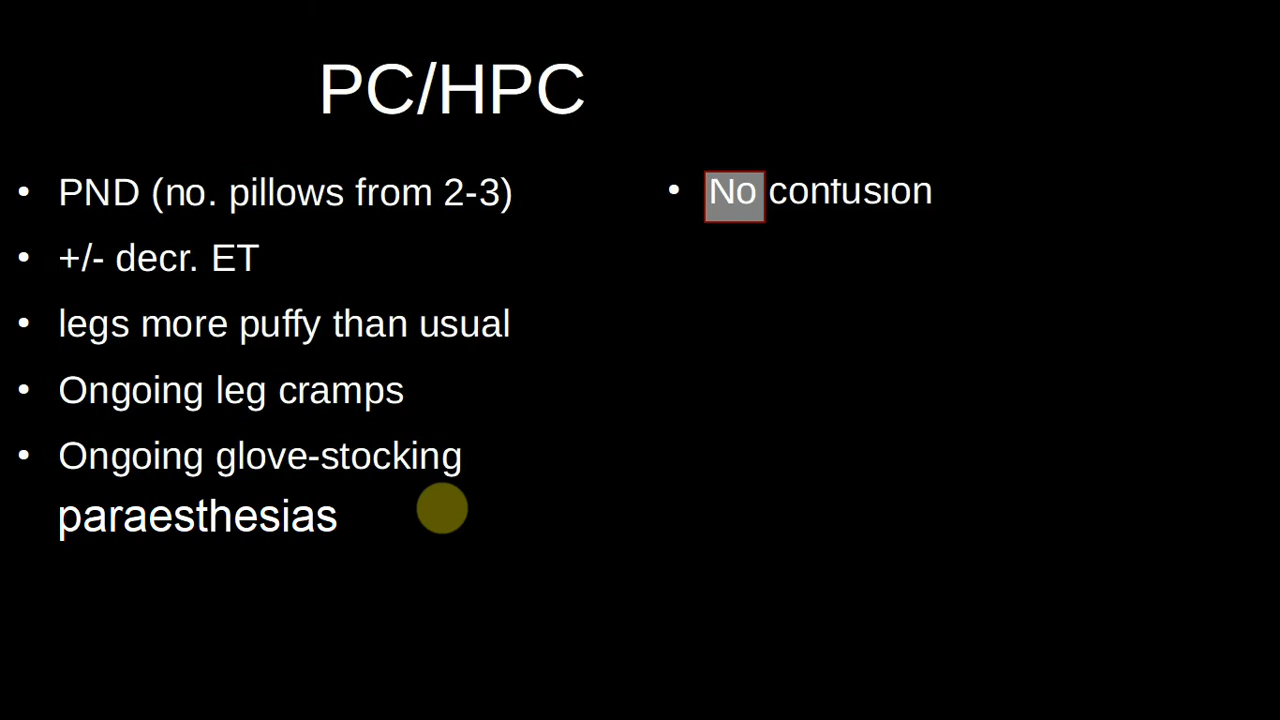 PC/HPC
• PND (no. pillows from 2-3)
• +/- decr. ET
• legs more puffy than usual
• Ongoing leg cramps
• Ongoing glove-stocking
paraesthesias
• No confusion